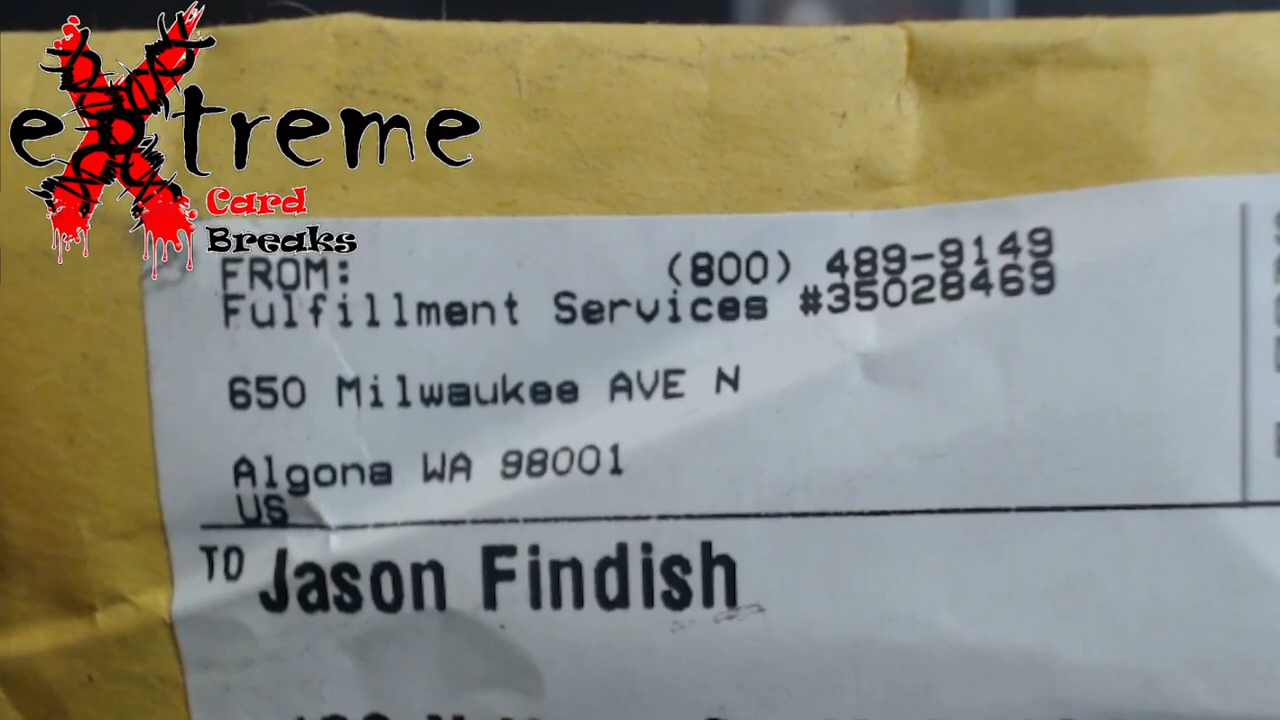 eXtreme
Card
Breaks
FROM:
(800) 489-9149
Fulfillment Services #35028469
650 Milwaukee AVE N
Algona WA 98001
US
TO Jason Findish